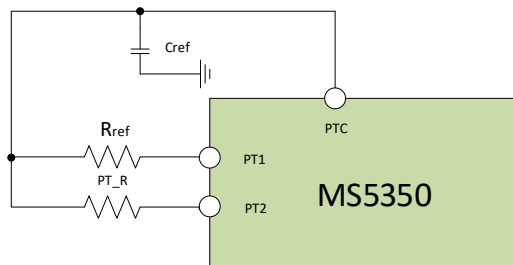 Cref
PTC
Rref
PT1
PT_R
PT2
MS5350